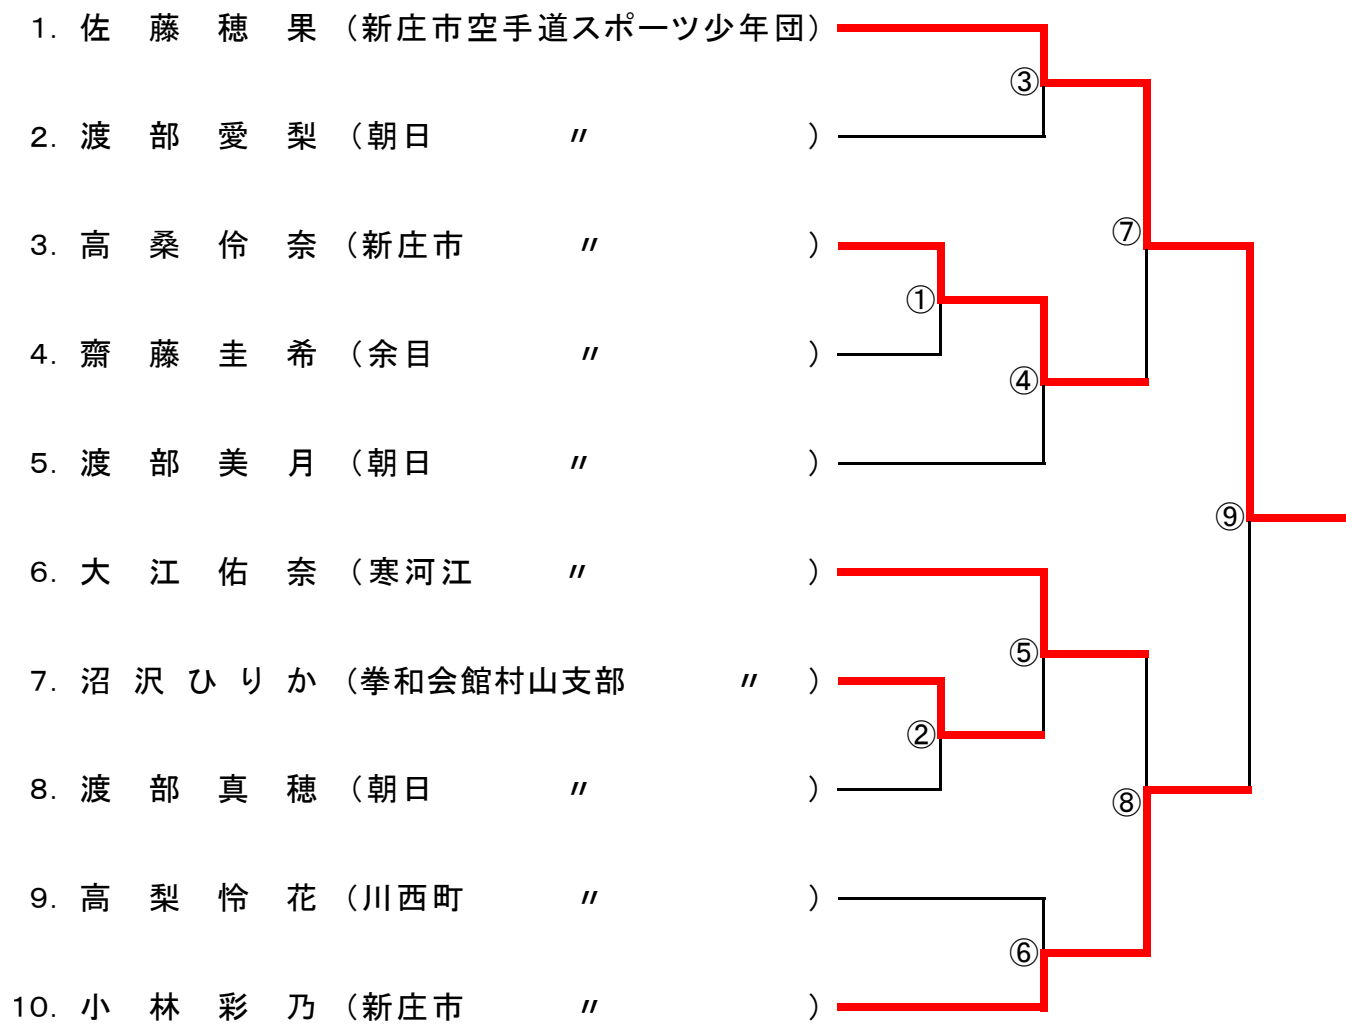 1. 佐藤穂果 (新庄市空手道スポーツ少年団)
③
2. 渡部愛梨 (朝日 〃 )
3. 高桑伶奈 (新庄市 〃 )
⑦
①
4. 齋藤圭希 (余目 〃 )
④
5. 渡部美月 (朝日 〃 )
⑨
6. 大江佑奈 (寒河江 〃 )
⑤
7. 沼沢ひりか (拳和会館村山支部 〃 )
②
8. 渡部真穂 (朝日 〃 )
⑧
9. 高梨怜花 (川西町 〃 )
⑥
10. 小林彩乃 (新庄市 〃 )